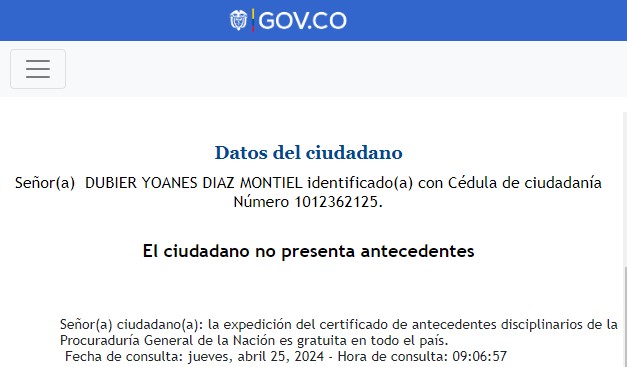 GOV.CO
Datos del ciudadano
Señor(a)  DUBIER YOANES DIAZ MONTIEL identificado(a) con Cédula de ciudadanía
Número 1012362125.
El ciudadano no presenta antecedentes
Señor(a) ciudadano(a): la expedición del certificado de antecedentes disciplinarios de la
Procuraduría General de la Nación es gratuita en todo el país.
Fecha de consulta: jueves, abril 25, 2024 - Hora de consulta: 09:06:57